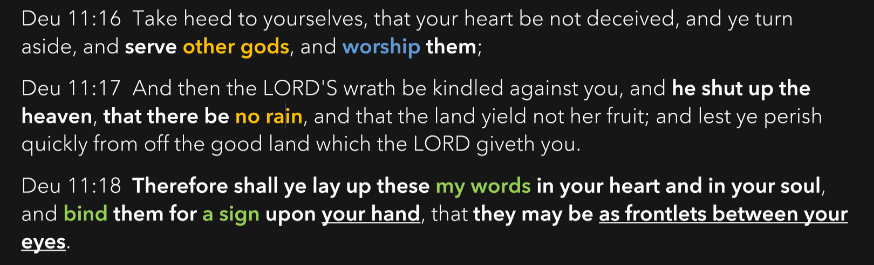 Deu 11:16  Take heed to yourselves, that your heart be not deceived, and ye turn
aside, and serve other gods, and worship them;
Deu 11:17  And then the LORD'S wrath be kindled against you, and he shut up the
heaven, that there be no rain, and that the land yield not her fruit; and lest ye perish
quickly from off the good land which the LORD giveth you.
Deu 11:18  Therefore shall ye lay up these my words in your heart and in your soul,
and bind them for a sign upon your hand, that they may be as frontlets between your
eyes.